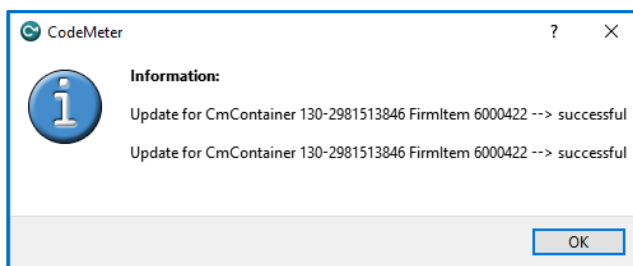 CodeMeter
Information:
Update for CmContainer 130-2981513846 FirmItem 6000422 --> successful
Update for CmContainer 130-2981513846 FirmItem 6000422 --> successful
OK